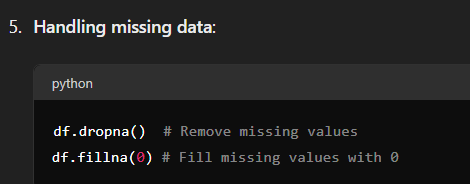 5. Handling missing data:
python
df.dropna()  # Remove missing values
df.fillna(0) # Fill missing values with 0